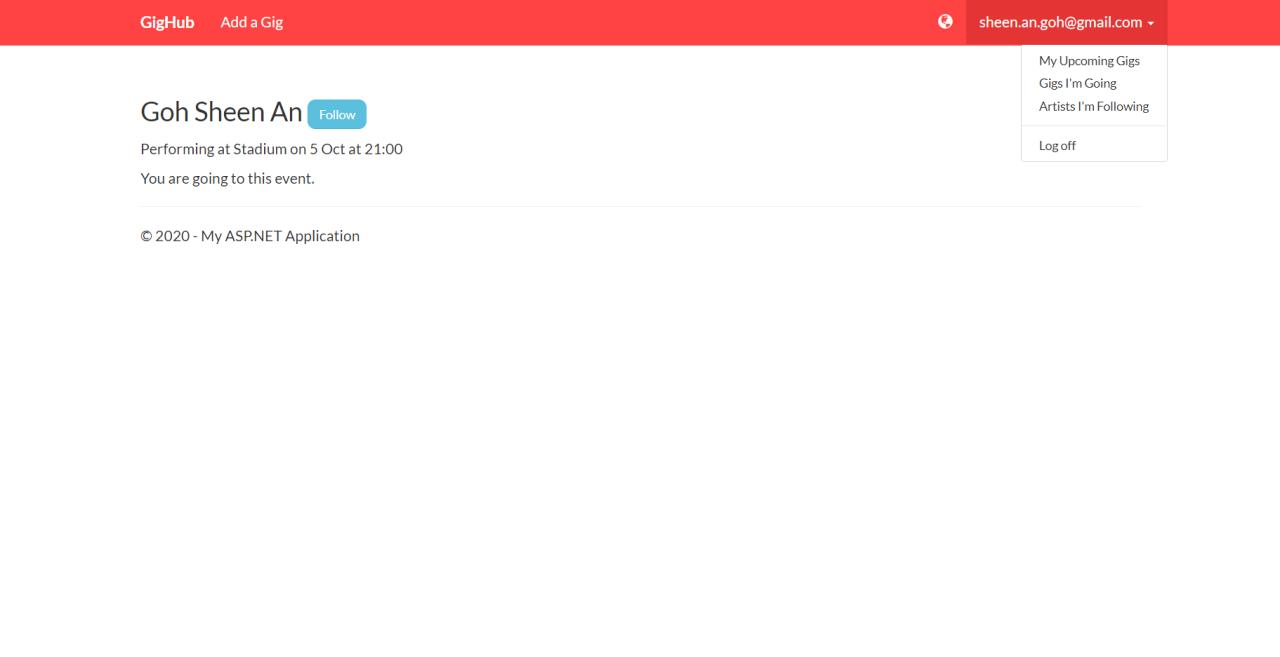 GigHub Add a Gig sheen.an.goh@gmail.com
My Upcoming Gigs
Gigs I'm Going
Artists I'm Following
Log off
Goh Sheen An Follow
Performing at Stadium on 5 Oct at 21:00
You are going to this event.
© 2020 - My ASP.NET Application